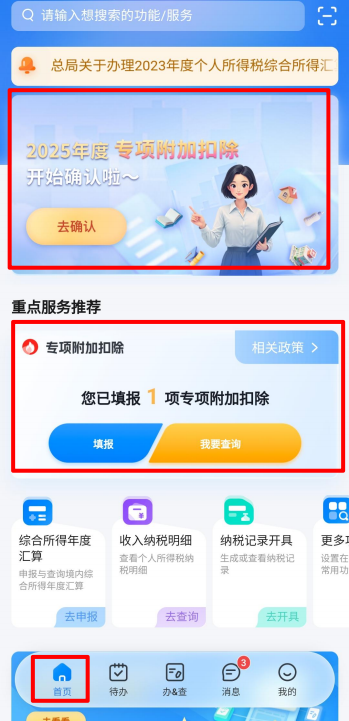 请输入想搜索的功能/服务
总局关于办理2023年度个人所得税综合所得汇
2025年度 专项附加扣除
开始确认啦~
去确认
重点服务推荐
专项附加扣除
相关政策 >
您已填报 1 项专项附加扣除
填报
我要查询
综合所得年度
汇算
申报与查询境内综
合所得年度汇算
去申报
收入纳税明细
查看个人所得税纳
税明细
去查询
纳税记录开具
生成或查看纳税记
录
去开具
更多
设置在
常用功
首页
待办
办&查
3
消息
我的
去看看